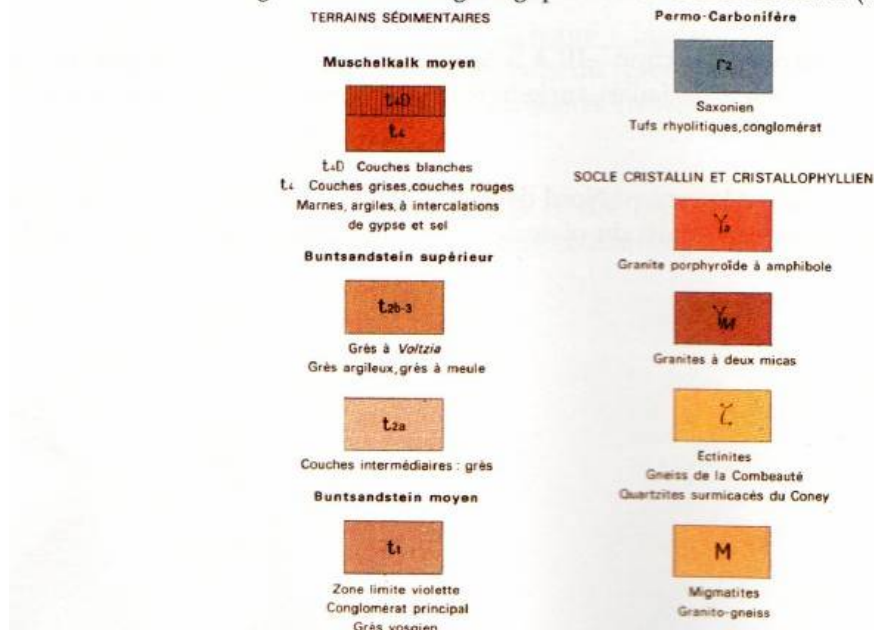 TERRAINS SÉDIMENTAIRES
Muschelkalk moyen
t4D
t4
t4D Couches blanches
t4 Couches grises, couches rouges
Marnes, argiles, à intercalations
de gypse et sel
Buntsandstein supérieur
t2b-3
Grès à Voltzia
Grès argileux, grès à meule
t2a
Couches intermédiaires : grès
Buntsandstein moyen
t1
Zone limite violette
Conglomérat principal
Grès vosgien
Permo-Carbonifère
r2
Saxonien
Tufs rhyolitiques, conglomérat
SOCLE CRISTALLIN ET CRISTALLOPHYLLIEN
Granite porphyroïde à amphibole
γM
Granites à deux micas
ζ
Ectinites
Gneiss de la Combeauté
Quartzites surmicacés du Coney
M
Migmatites
Granito-gneiss